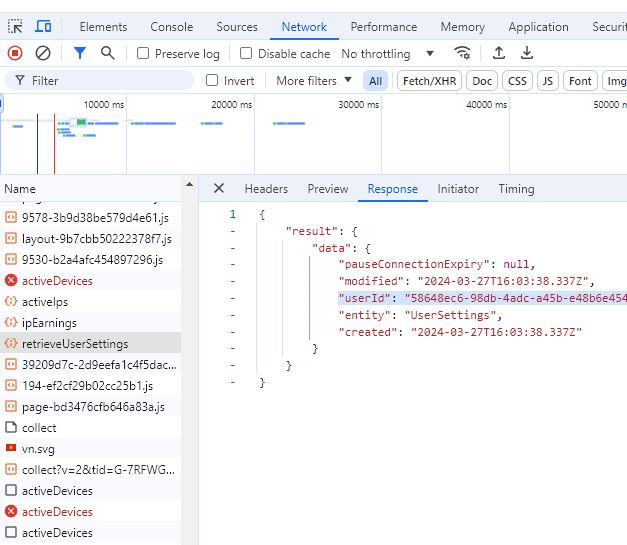 Elements Console Sources Network Performance Memory Application Securi
Preserve log Disable cache No throttling
Filter Invert More filters All Fetch/XHR Doc CSS JS Font Img
10000 ms 20000 ms 30000 ms 40000 ms 50000 ms
Name
9578-3b9d38be579d4e61.js
layout-9b7cbb50222378f7.js
9530-b2a4afc454897296.js
activeDevices
activeIps
ipEarnings
retrieveUserSettings
39209d7c-2d9eefa1c4f5dac...
194-ef2cf29b02cc25b1.js
page-bd3476cfb646a83a.js
collect
vn.svg
collect?v=2&tid=G-7RFWG...
activeDevices
activeDevices
activeDevices
Headers Preview Response Initiator Timing
1 {
- "result": {
- "data": {
- "pauseConnectionExpiry": null,
- "modified": "2024-03-27T16:03:38.337Z",
- "userId": "58648ec6-98db-4adc-a45b-e48b6e454
- "entity": "UserSettings",
- "created": "2024-03-27T16:03:38.337Z"
- }
- }
- }